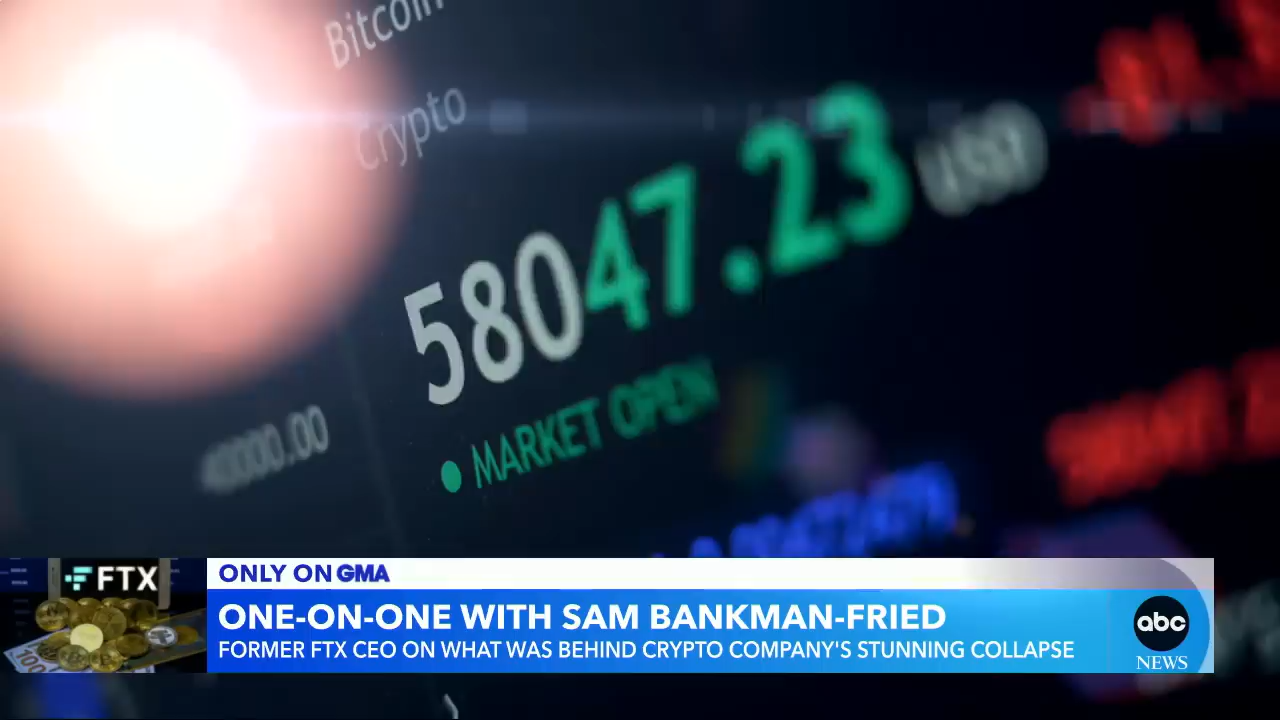 Bitcoin
Crypto
58047.23 USD
MARKET OPEN
40000.00
FTX
ONLY ON GMA
ONE-ON-ONE WITH SAM BANKMAN-FRIED
FORMER FTX CEO ON WHAT WAS BEHIND CRYPTO COMPANY'S STUNNING COLLAPSE
abc
NEWS